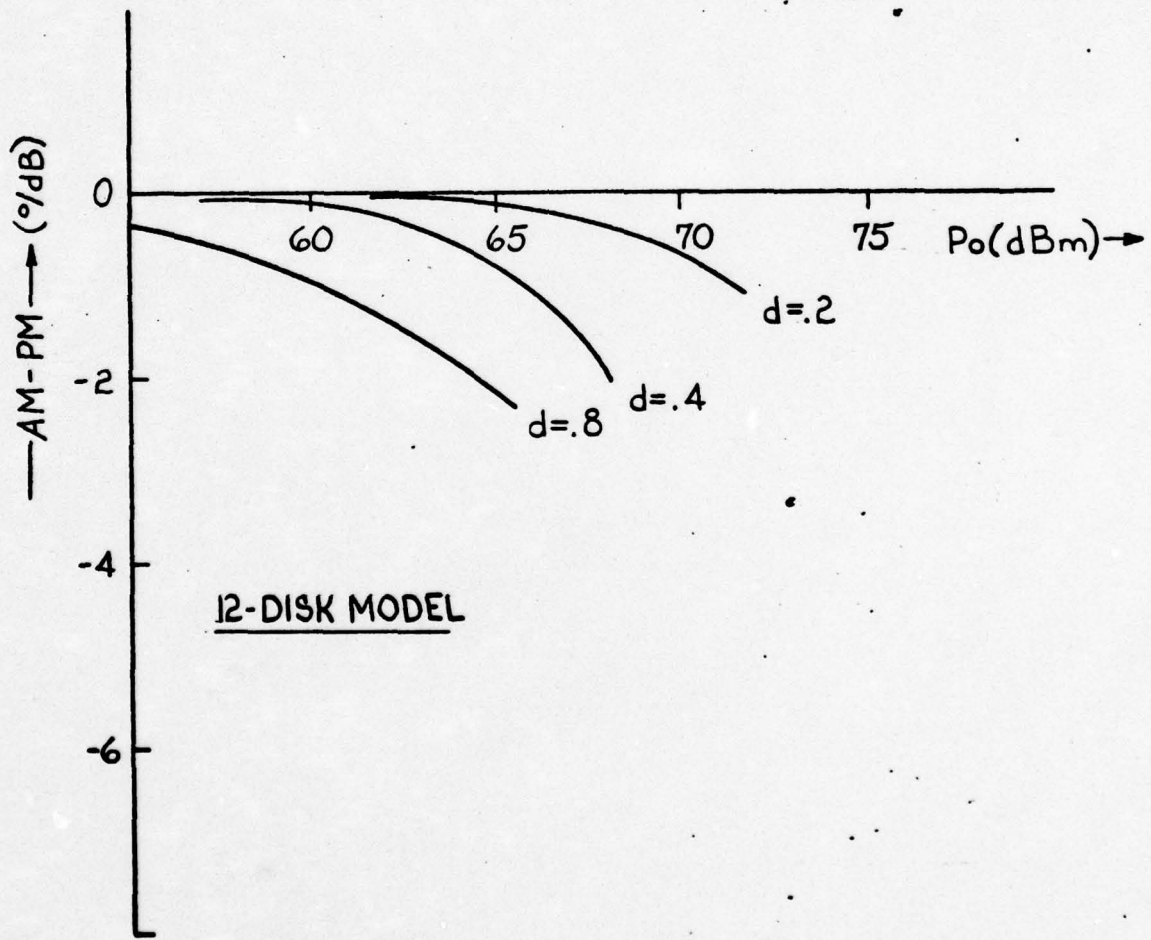 AM-PM (°/dB)
0
-2
-4
-6
60
65
70
75
Po(dBm)
d=.2
d=.4
d=.8
12-DISK MODEL